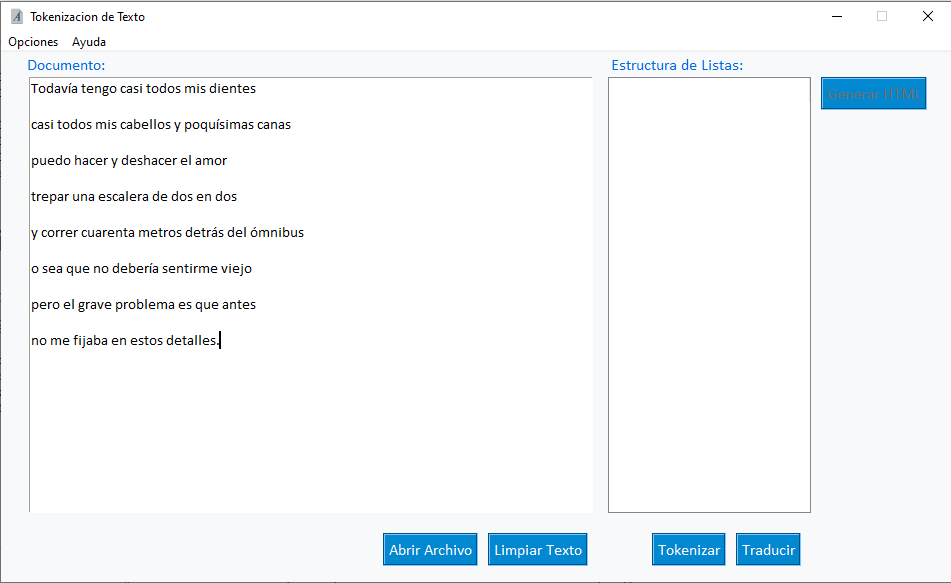 Tokenizacion de Texto
Opciones Ayuda
Documento:
Todavía tengo casi todos mis dientes
casi todos mis cabellos y poquísimas canas
puedo hacer y deshacer el amor
trepar una escalera de dos en dos
y correr cuarenta metros detrás del ómnibus
o sea que no debería sentirme viejo
pero el grave problema es que antes
no me fijaba en estos detalles.
Estructura de Listas:
Generar HTML
Abrir Archivo Limpiar Texto Tokenizar Traducir